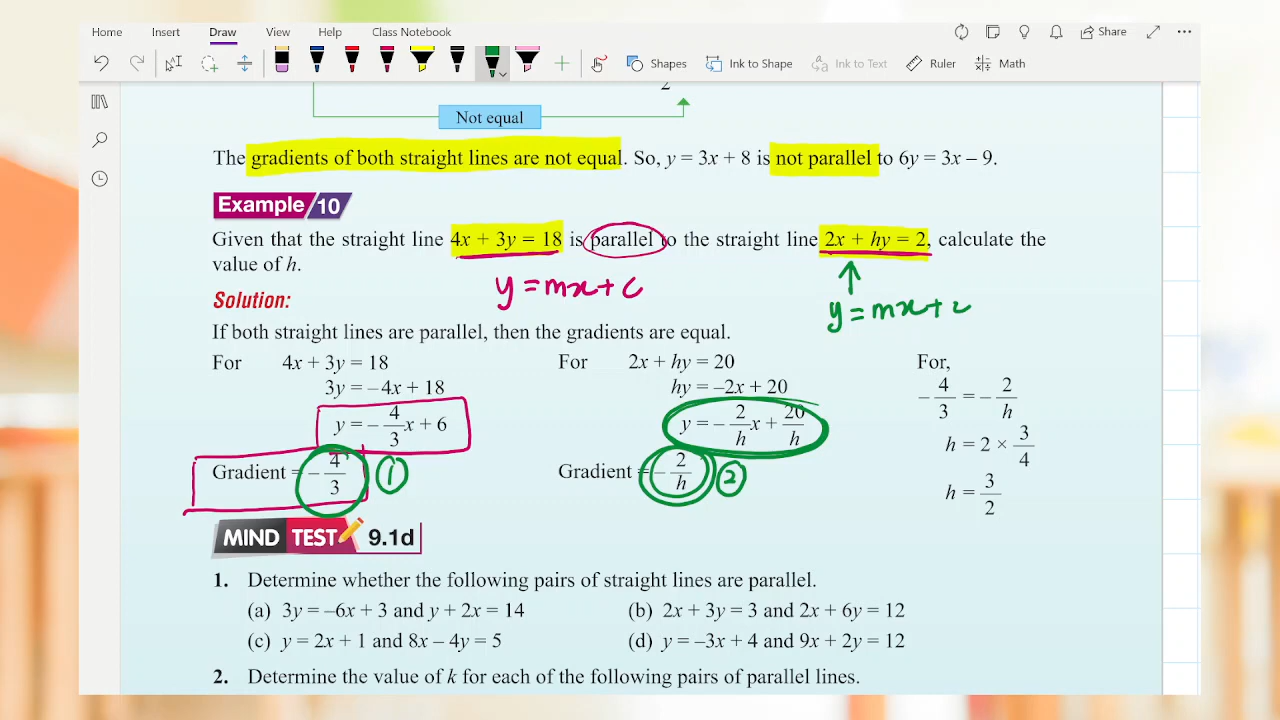 Home Insert Draw View Help Class Notebook Share
Shapes Ink to Shape Ink to Text Ruler Math
2
Not equal
The gradients of both straight lines are not equal. So, y = 3x + 8 is not parallel to 6y = 3x – 9.
Example 10
Given that the straight line 4x + 3y = 18 is parallel to the straight line 2x + hy = 2, calculate the
value of h.
y = mx + c
y = mx + c
Solution:
If both straight lines are parallel, then the gradients are equal.
For 4x + 3y = 18 For 2x + hy = 20 For,
3y = –4x + 18 hy = –2x + 20 –4/3 = –2/h
y = –4/3x + 6 y = –2/hx + 20/h h = 2 × 3/4
Gradient = –4/3 1 Gradient = –2/h 2 h = 3/2
MIND TEST 9.1d
1. Determine whether the following pairs of straight lines are parallel.
(a) 3y = –6x + 3 and y + 2x = 14 (b) 2x + 3y = 3 and 2x + 6y = 12
(c) y = 2x + 1 and 8x – 4y = 5 (d) y = –3x + 4 and 9x + 2y = 12
2. Determine the value of k for each of the following pairs of parallel lines.